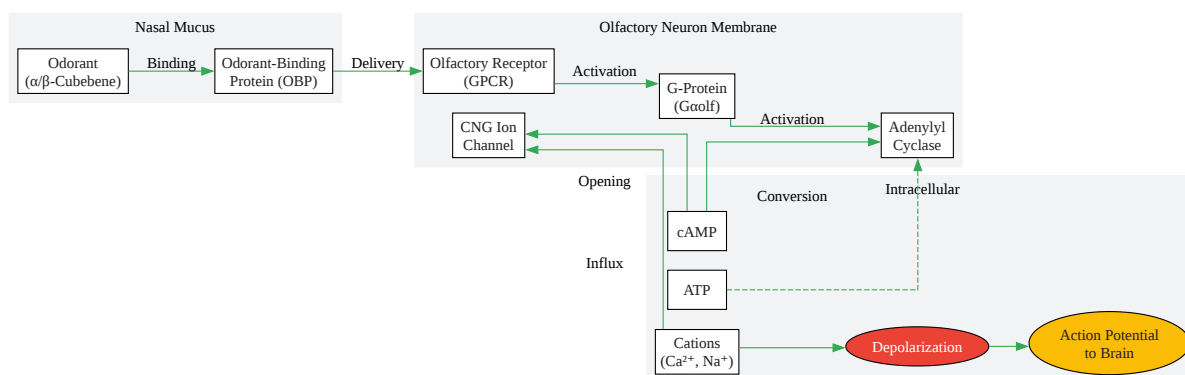 Nasal Mucus
Olfactory Neuron Membrane
Odorant
(α/β-Cubebene)
Binding
Odorant-Binding
Protein (OBP)
Delivery
Olfactory Receptor
(GPCR)
Activation
G-Protein
(Gαolf)
Activation
Adenylyl
Cyclase
CNG Ion
Channel
Opening
Intracellular
Conversion
cAMP
Influx
ATP
Cations
(Ca²⁺, Na⁺)
Depolarization
Action Potential
to Brain